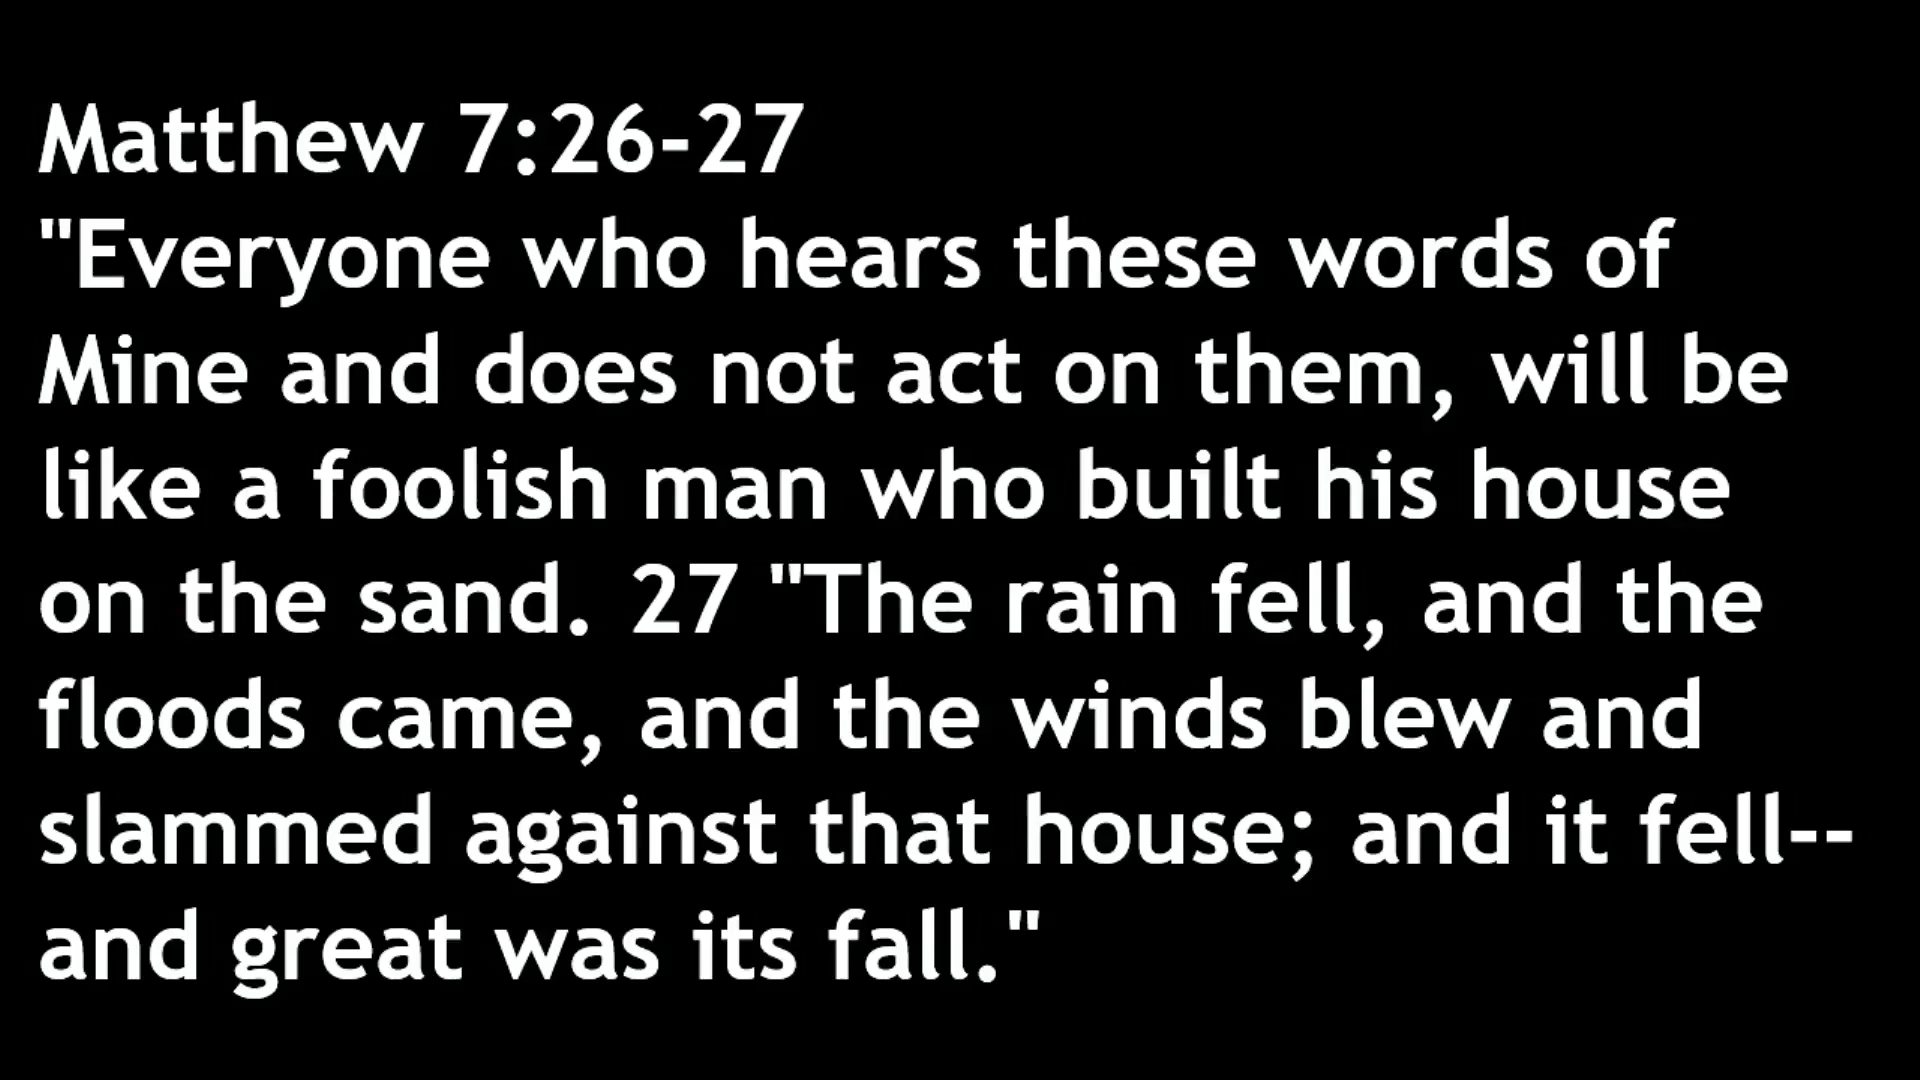 Matthew 7:26-27
"Everyone who hears these words of
Mine and does not act on them, will be
like a foolish man who built his house
on the sand. 27 "The rain fell, and the
floods came, and the winds blew and
slammed against that house; and it fell--
and great was its fall."